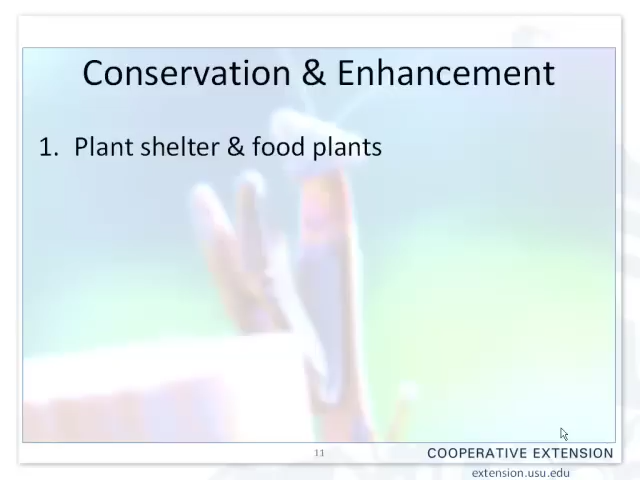 Conservation & Enhancement
1. Plant shelter & food plants
11
COOPERATIVE EXTENSION
extension.usu.edu